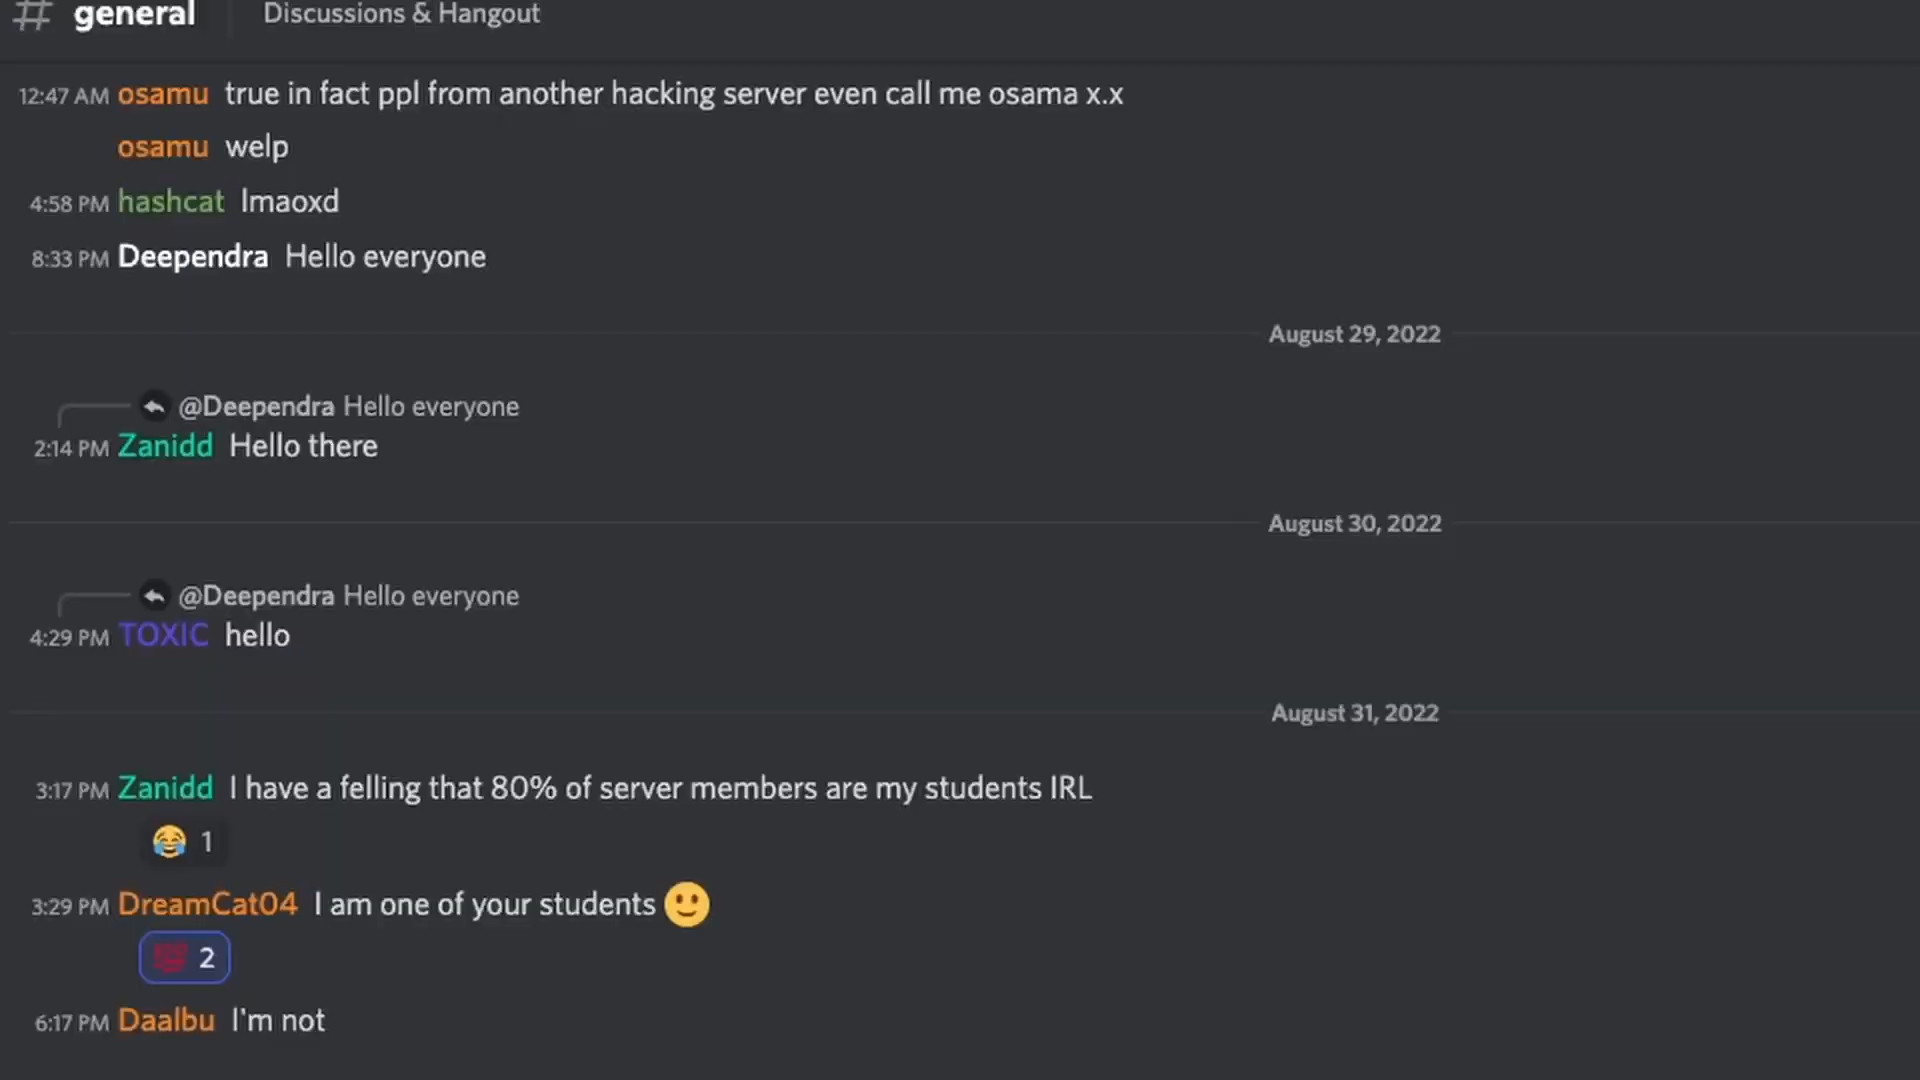 # general Discussions & Hangout
12:47 AM osamu true in fact ppl from another hacking server even call me osama x.x
osamu welp
4:58 PM hashcat lmaoxd
8:33 PM Deependra Hello everyone
August 29, 2022
@Deependra Hello everyone
2:14 PM Zanidd Hello there
August 30, 2022
@Deependra Hello everyone
4:29 PM TOXIC hello
August 31, 2022
3:17 PM Zanidd I have a felling that 80% of server members are my students IRL
😂 1
3:29 PM DreamCat04 I am one of your students 🙂
💯 2
6:17 PM Daalbu I'm not